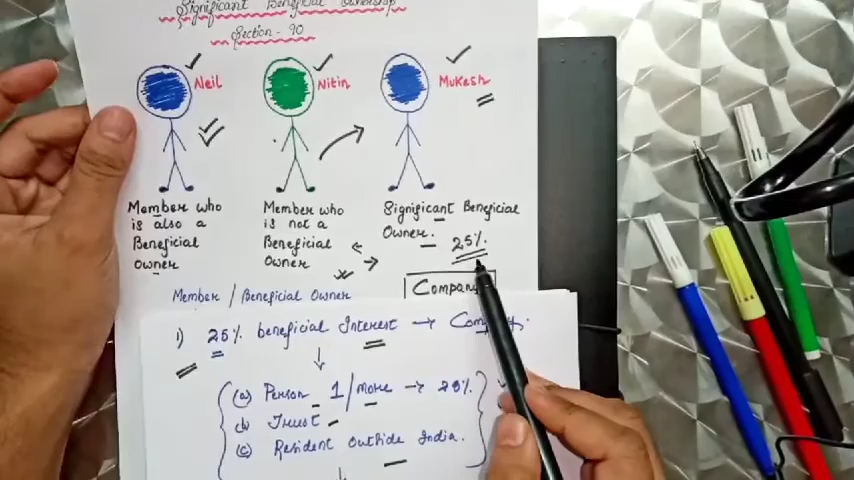 Significant Beneficial Ownership
Section - 90
Neil
Nitin
Mukesh
Member who
is also a
Beneficial
Owner
Member who
is not a
Beneficial
Owner.
Significant Beneficial
Owner.
25%.
Company
Member / Beneficial Owner
1) 25% beneficial Interest → Company.
(a) Person 1/more → 25%.
(b) Trust
(c) Resident outside India.